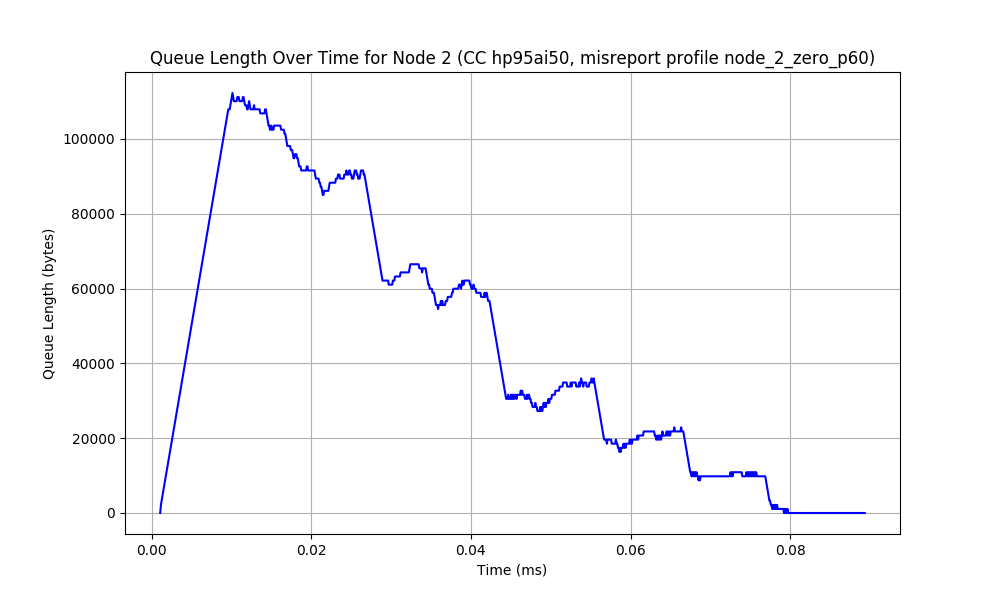 Queue Length Over Time for Node 2 (CC hp95ai50, misreport profile node_2_zero_p60)
Queue Length (bytes)
100000
80000
60000
40000
20000
0
0.00 0.02 0.04 0.06 0.08
Time (ms)